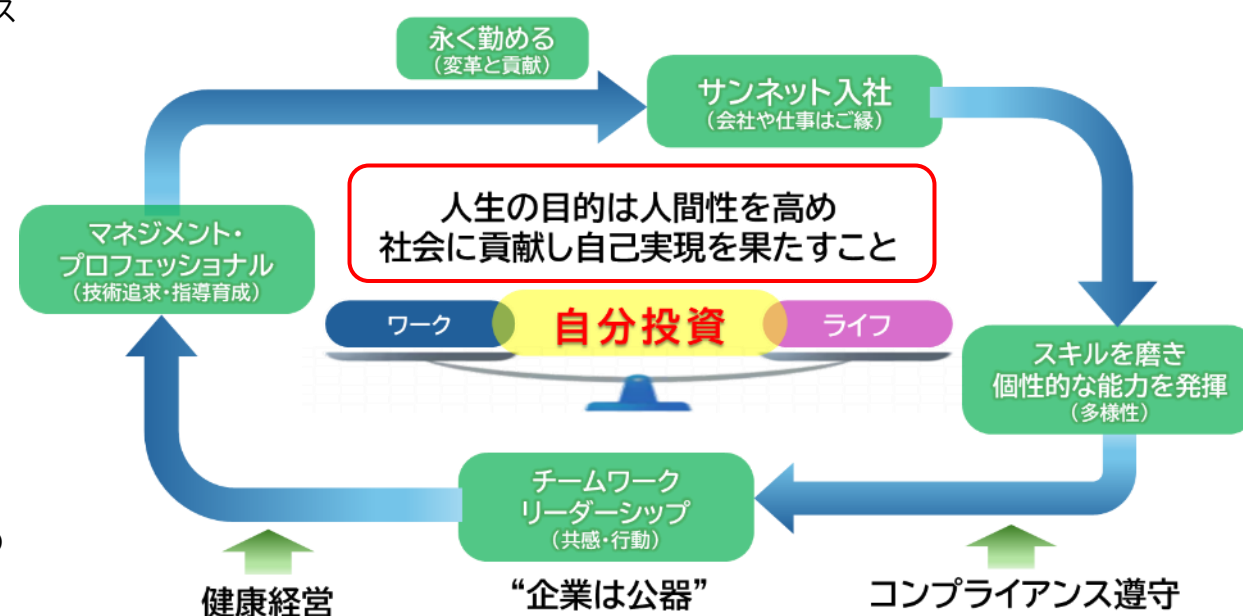 ス
永く勤める
（変革と貢献）
サンネット入社
（会社や仕事はご縁）
人生の目的は人間性を高め
社会に貢献し自己実現を果たすこと
マネジメント・
プロフェッショナル
（技術追求・指導育成）
ワーク
自分投資
ライフ
スキルを磨き
個性的な能力を発揮
（多様性）
チームワーク
リーダーシップ
（共感・行動）
健康経営
“企業は公器”
コンプライアンス遵守